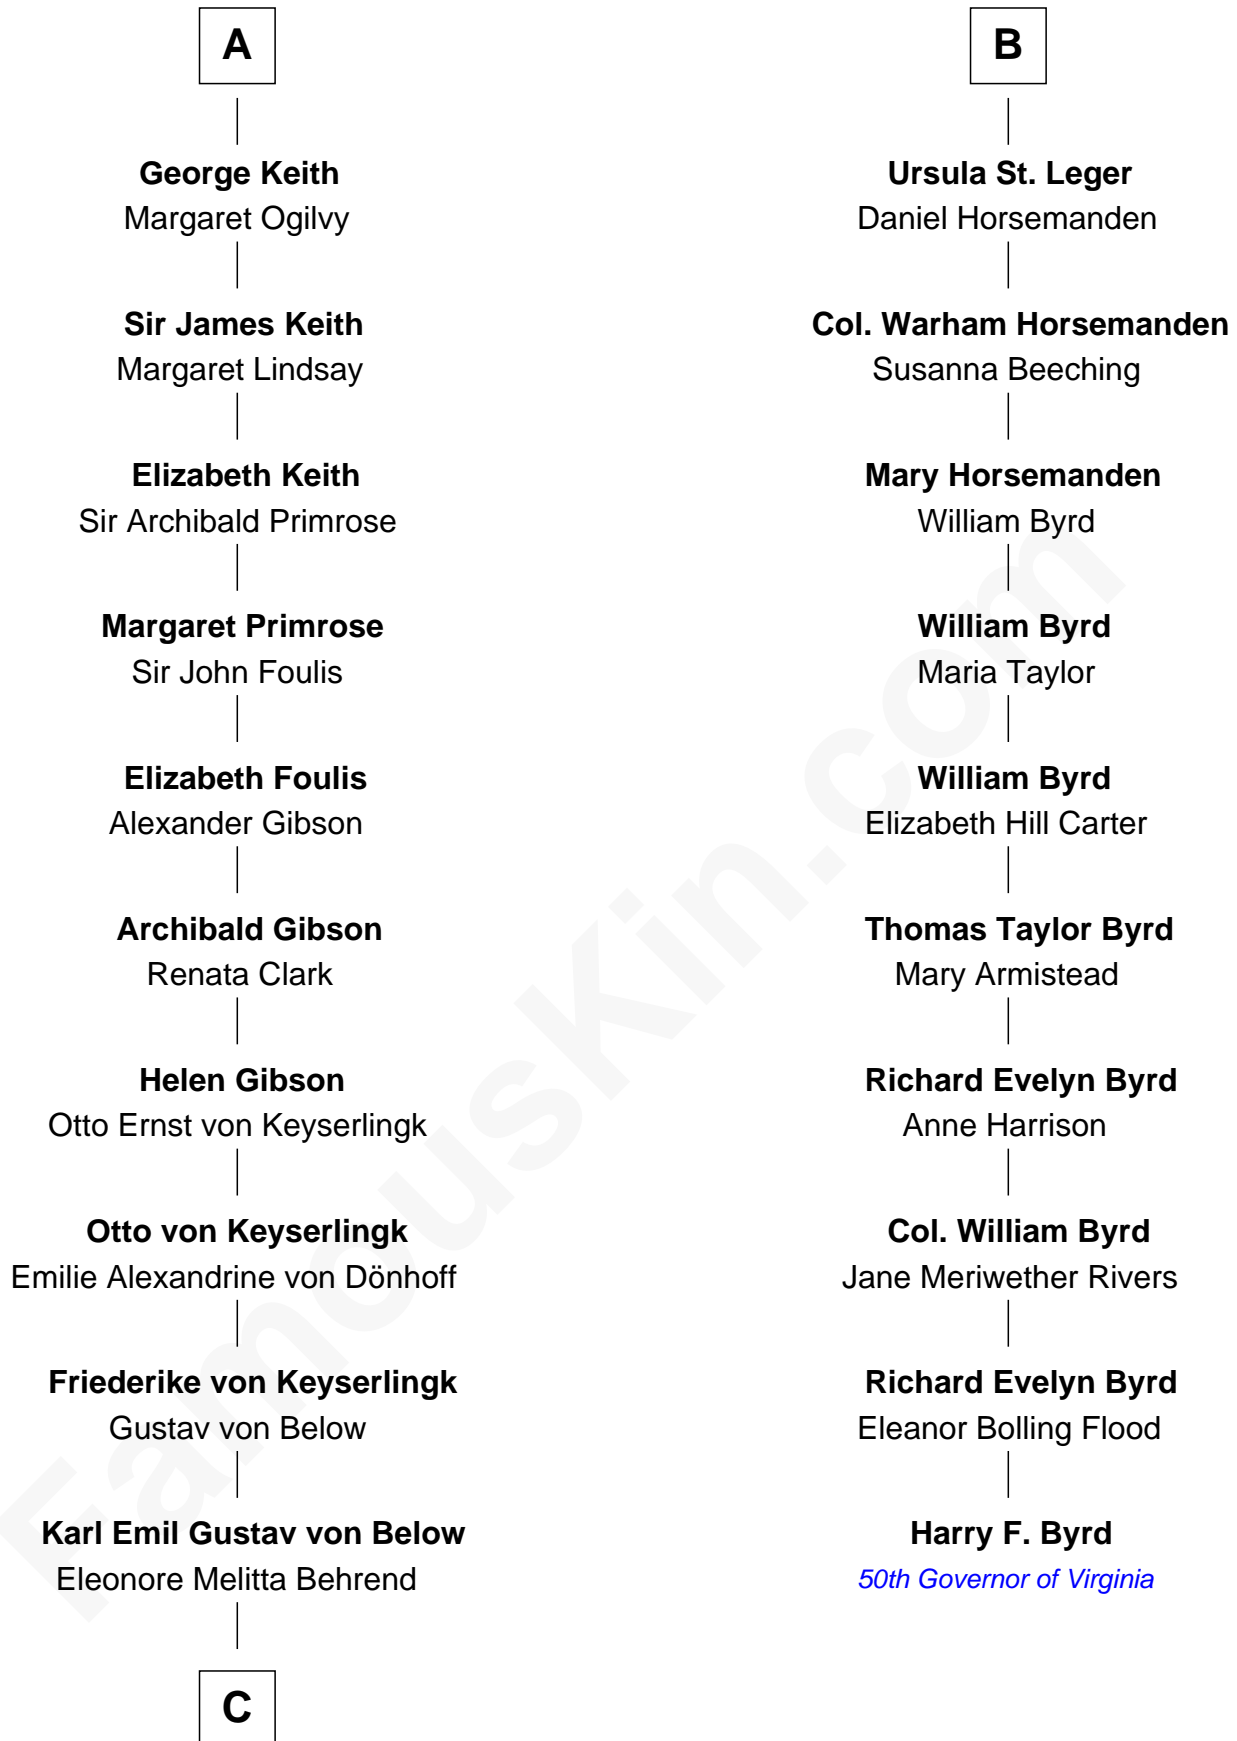 A
George Keith
Margaret Ogilvy
Sir James Keith
Margaret Lindsay
Elizabeth Keith
Sir Archibald Primrose
Margaret Primrose
Sir John Foulis
Elizabeth Foulis
Alexander Gibson
Archibald Gibson
Renata Clark
Helen Gibson
Otto Ernst von Keyserlingk
Otto von Keyserlingk
Emilie Alexandrine von Dönhoff
Friederike von Keyserlingk
Gustav von Below
Karl Emil Gustav von Below
Eleonore Melitta Behrend
C
B
Ursula St. Leger
Daniel Horsemanden
Col. Warham Horsemanden
Susanna Beeching
Mary Horsemanden
William Byrd
William Byrd
Maria Taylor
William Byrd
Elizabeth Hill Carter
Thomas Taylor Byrd
Mary Armistead
Richard Evelyn Byrd
Anne Harrison
Col. William Byrd
Jane Meriwether Rivers
Richard Evelyn Byrd
Eleanor Bolling Flood
Harry F. Byrd
50th Governor of Virginia
FamousKin.com